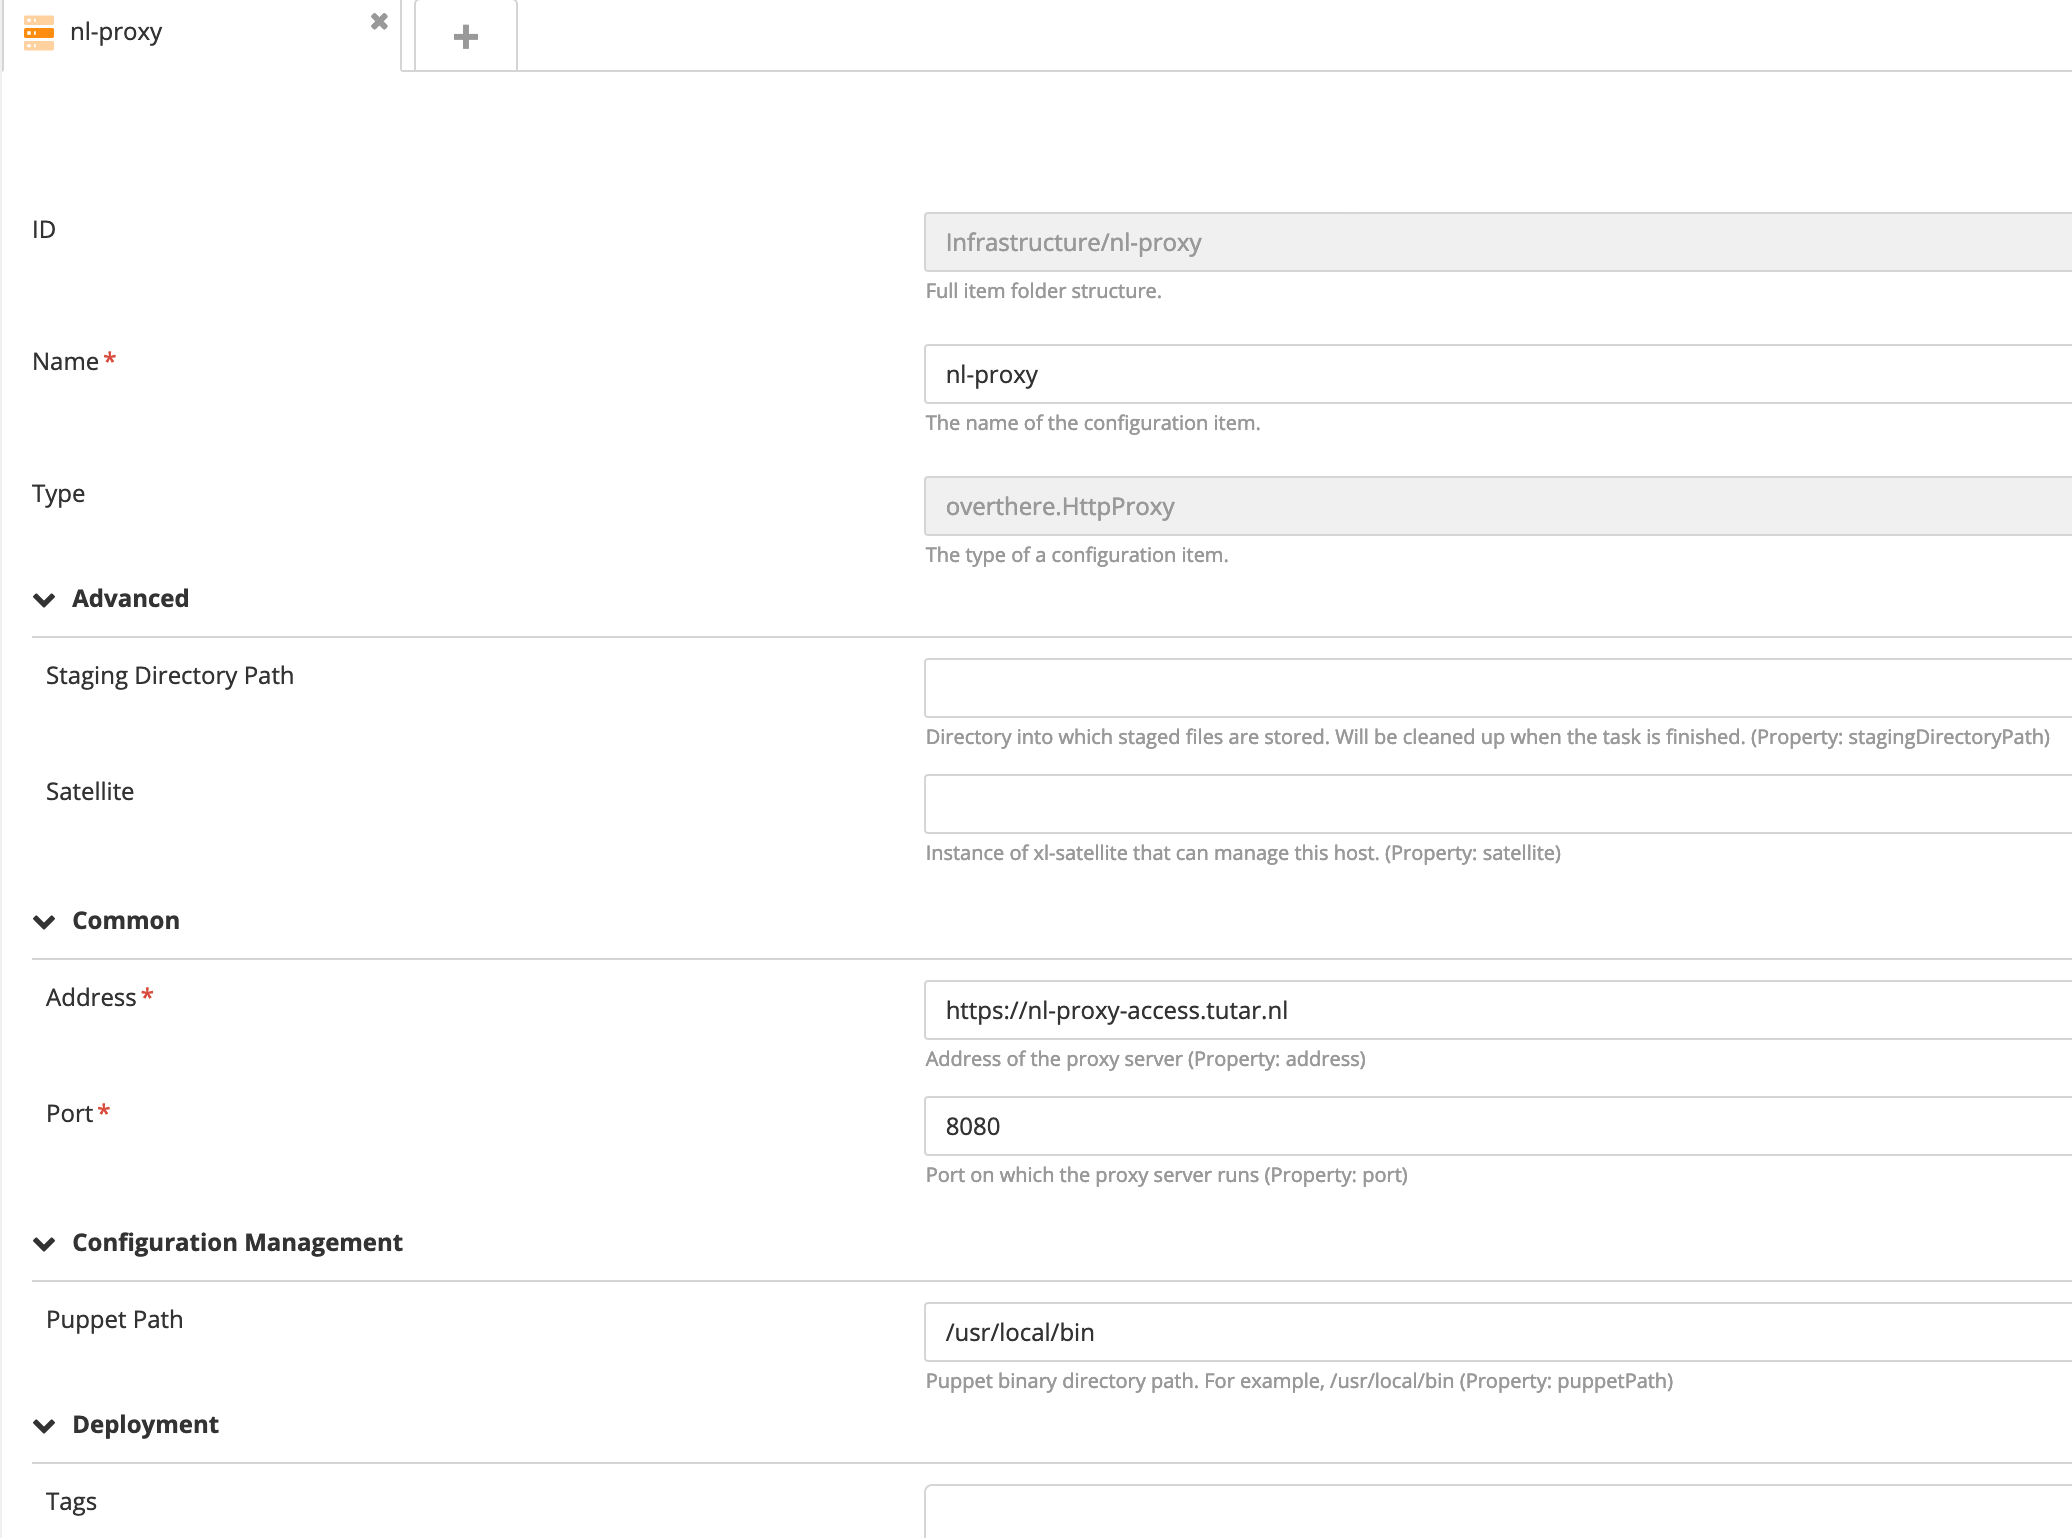 nl-proxy
ID
Infrastructure/nl-proxy
Full item folder structure.
Name *
nl-proxy
The name of the configuration item.
Type
overthere.HttpProxy
The type of a configuration item.
Advanced
Staging Directory Path
Directory into which staged files are stored. Will be cleaned up when the task is finished. (Property: stagingDirectoryPath)
Satellite
Instance of xl-satellite that can manage this host. (Property: satellite)
Common
Address *
https://nl-proxy-access.tutar.nl
Address of the proxy server (Property: address)
Port *
8080
Port on which the proxy server runs (Property: port)
Configuration Management
Puppet Path
/usr/local/bin
Puppet binary directory path. For example, /usr/local/bin (Property: puppetPath)
Deployment
Tags